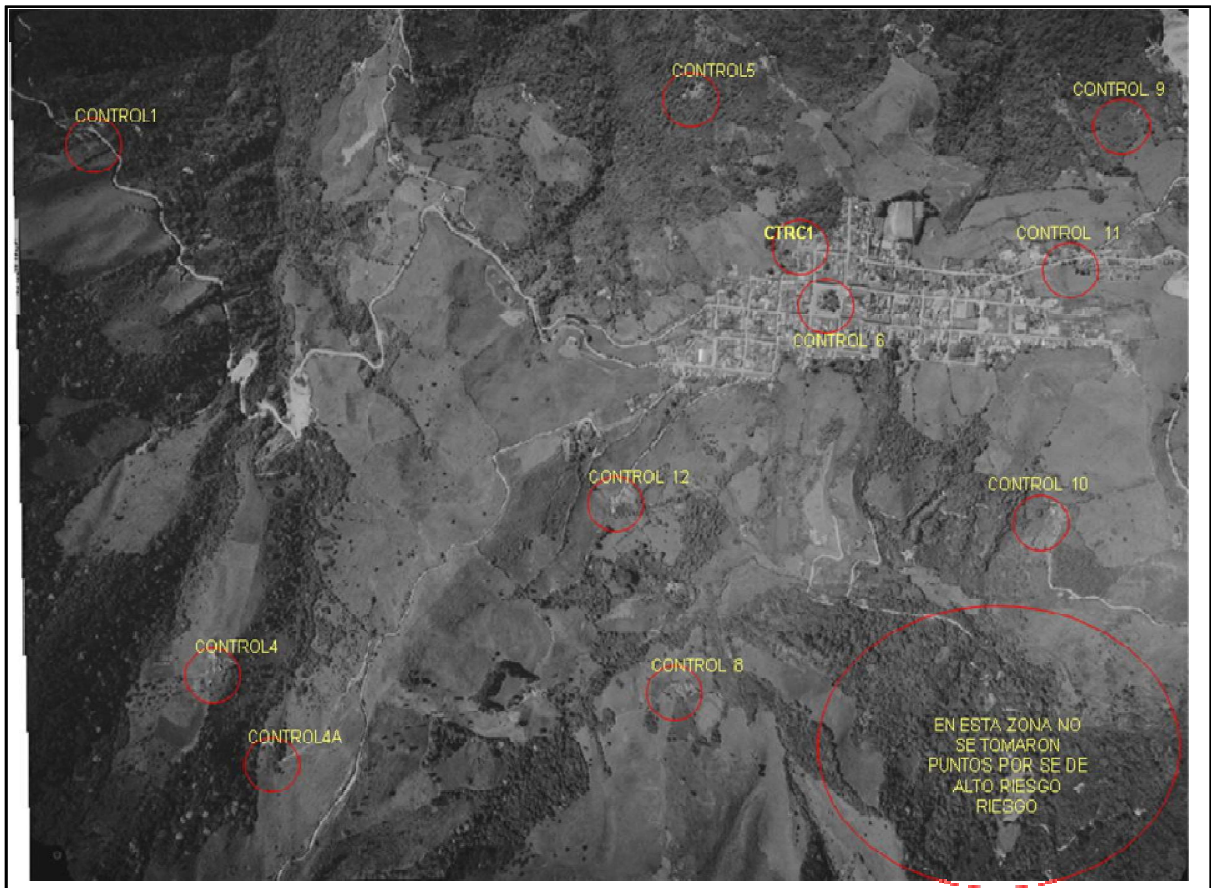 CONTROL5
CONTROL 9
CONTROL1
CTRC1
CONTROL 11
CONTROL 6
CONTROL 12
CONTROL 10
CONTROL4
CONTROL 8
CONTROL4A
EN ESTA ZONA NO
SE TOMARON
PUNTOS POR SE DE
ALTO RIESGO
RIESGO